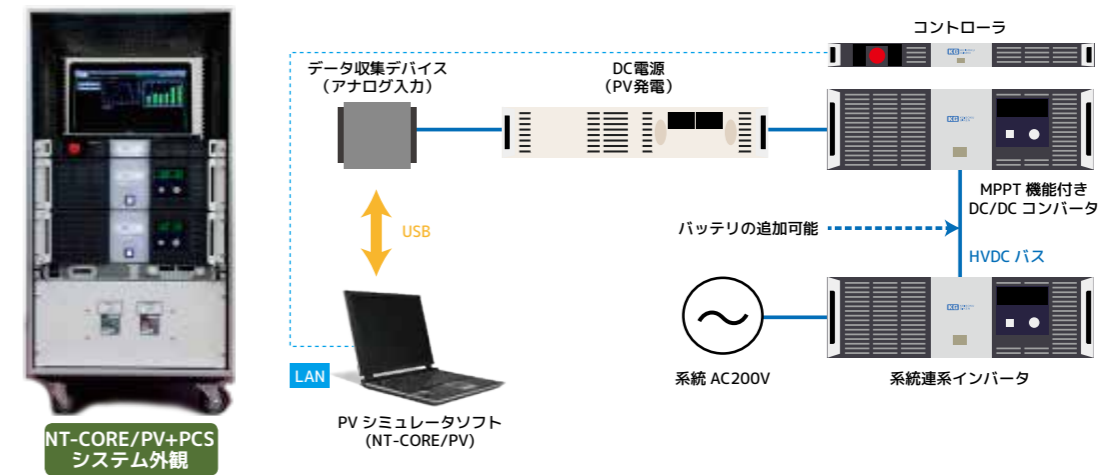 コントローラ
データ収集デバイス
（アナログ入力）
DC電源
（PV発電）
MPPT 機能付き
DC/DC コンバータ
USB
バッテリの追加可能
HVDC バス
LAN
系統 AC200V
系統連系インバータ
PV シミュレータソフト
(NT-CORE/PV)
NT-CORE/PV+PCS
システム外観